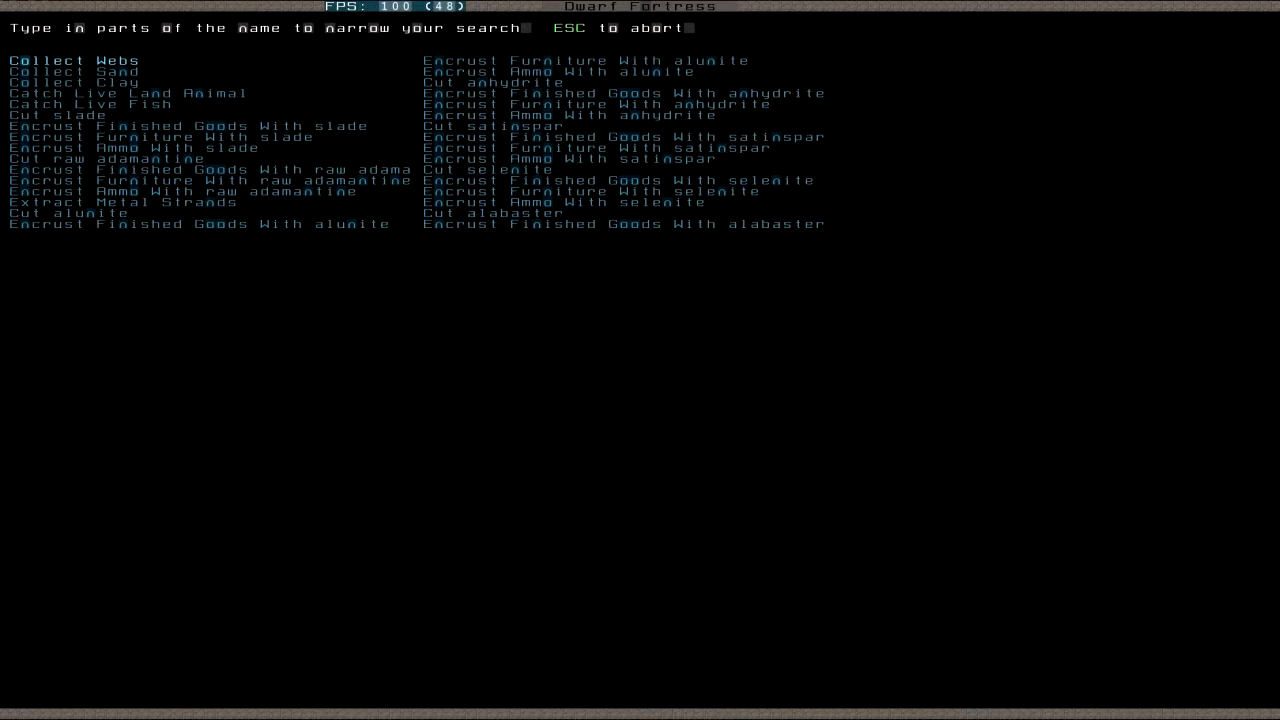 FPS: 100 (48) Dwarf Fortress
Type in parts of the name to narrow your search ESC to abort
Collect Webs
Collect Sand
Collect Clay
Catch Live Land Animal
Catch Live Fish
Cut slade
Encrust Finished Goods With slade
Encrust Furniture With slade
Encrust Ammo With slade
Cut raw adamantine
Encrust Finished Goods With raw adama
Encrust Furniture With raw adamantine
Encrust Ammo With raw adamantine
Extract Metal Strands
Cut alunite
Encrust Finished Goods With alunite
Encrust Furniture With alunite
Encrust Ammo With alunite
Cut anhydrite
Encrust Finished Goods With anhydrite
Encrust Furniture With anhydrite
Encrust Ammo With anhydrite
Cut satinspar
Encrust Finished Goods With satinspar
Encrust Furniture With satinspar
Encrust Ammo With satinspar
Cut selenite
Encrust Finished Goods With selenite
Encrust Furniture With selenite
Encrust Ammo With selenite
Cut alabaster
Encrust Finished Goods With alabaster